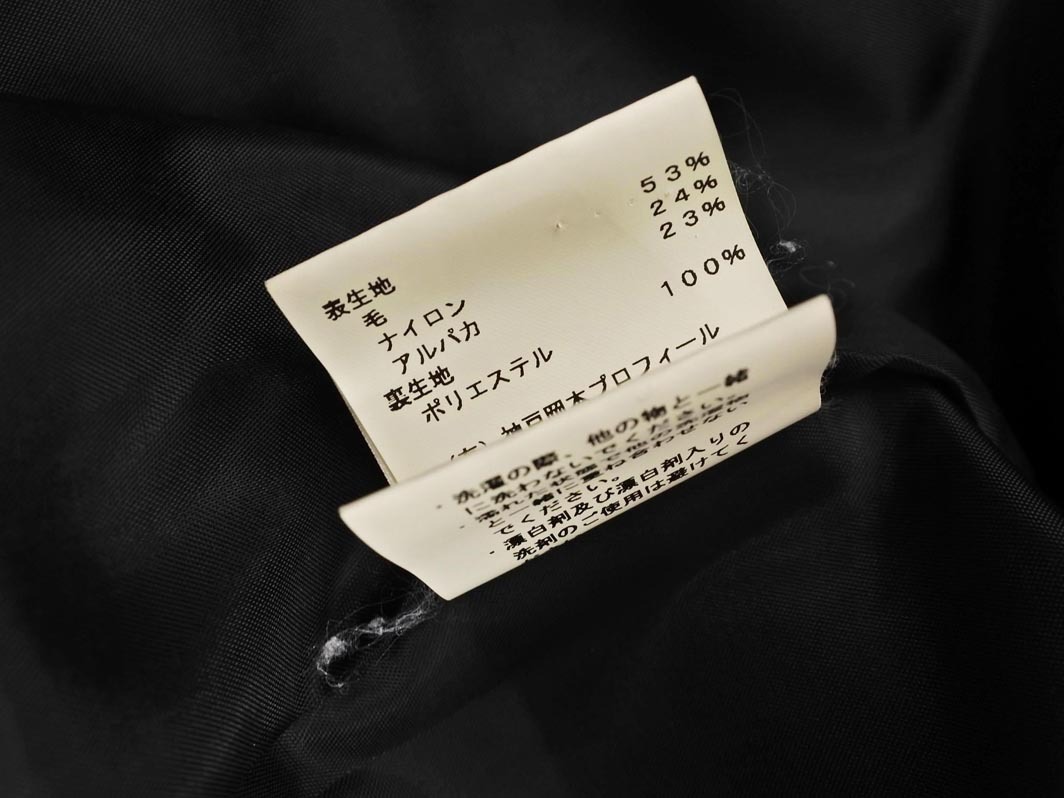 表生地
毛 53%
ナイロン 24%
アルパカ 23%
裏生地
ポリエステル 100%
神戸岡本プロフィール
・洗濯の際、他の物と一緒
に洗わないでください。
でください。
・漂白剤及び漂白剤入りの
洗剤のご使用は避けてく